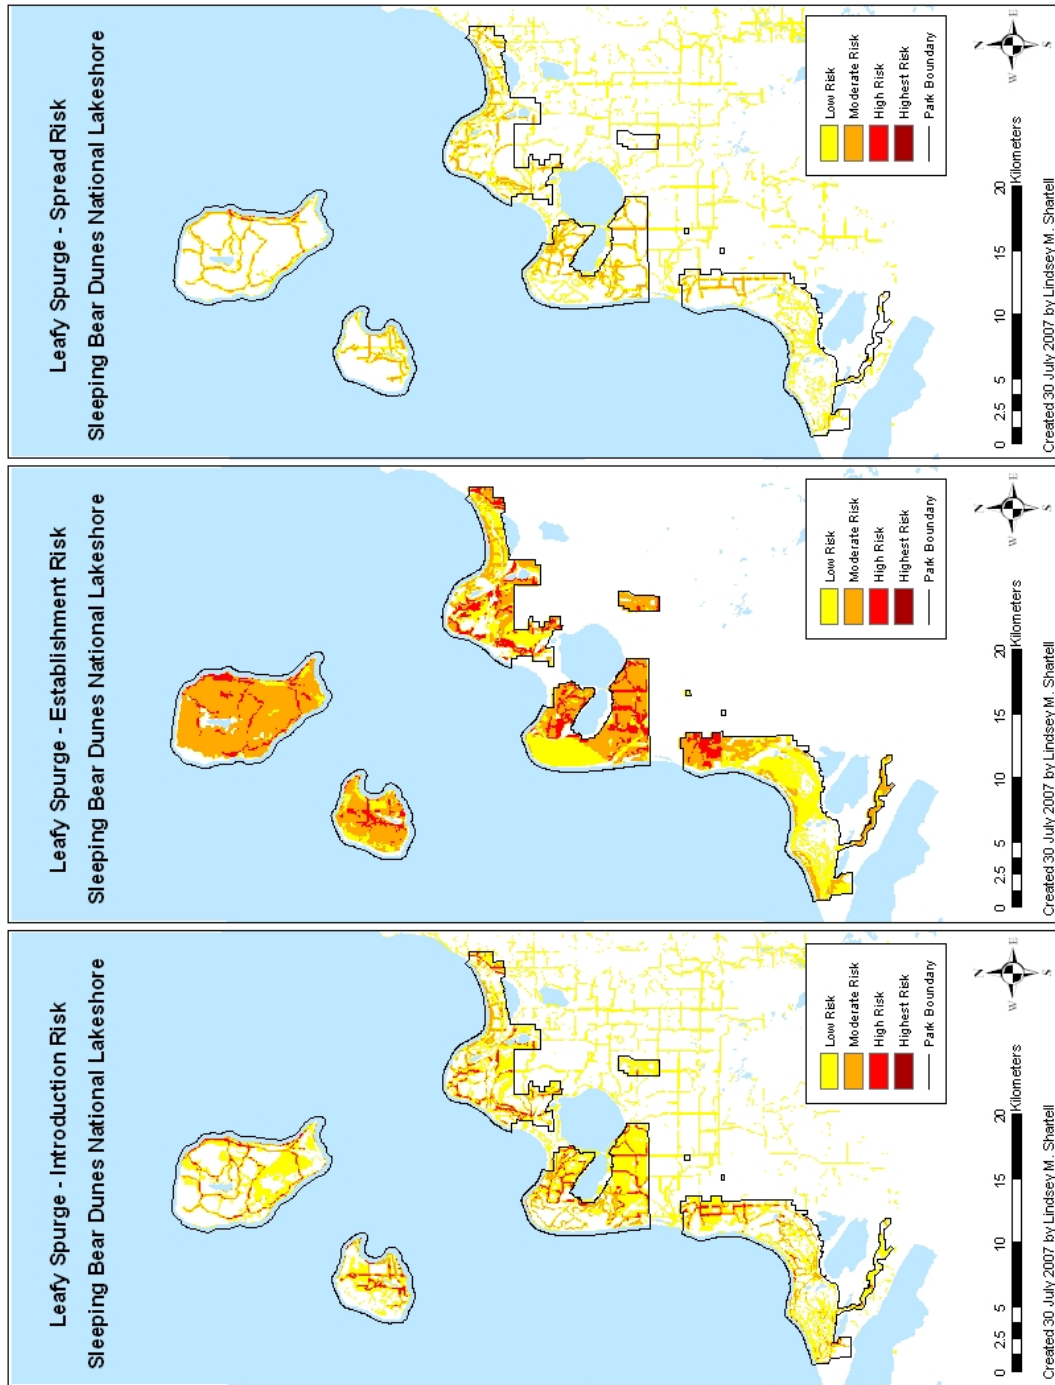 Leafy Spurge - Introduction Risk
Sleeping Bear Dunes National Lakeshore
Low Risk
Moderate Risk
High Risk
Highest Risk
Park Boundary
N
W E
S
0 2.5 5 10 15 20
Kilometers
Created 30 July 2007 by Lindsey M. Shartell
Leafy Spurge - Establishment Risk
Sleeping Bear Dunes National Lakeshore
Low Risk
Moderate Risk
High Risk
Highest Risk
Park Boundary
N
W E
S
0 2.5 5 10 15 20
Kilometers
Created 30 July 2007 by Lindsey M. Shartell
Leafy Spurge - Spread Risk
Sleeping Bear Dunes National Lakeshore
Low Risk
Moderate Risk
High Risk
Highest Risk
Park Boundary
N
W E
S
0 2.5 5 10 15 20
Kilometers
Created 30 July 2007 by Lindsey M. Shartell